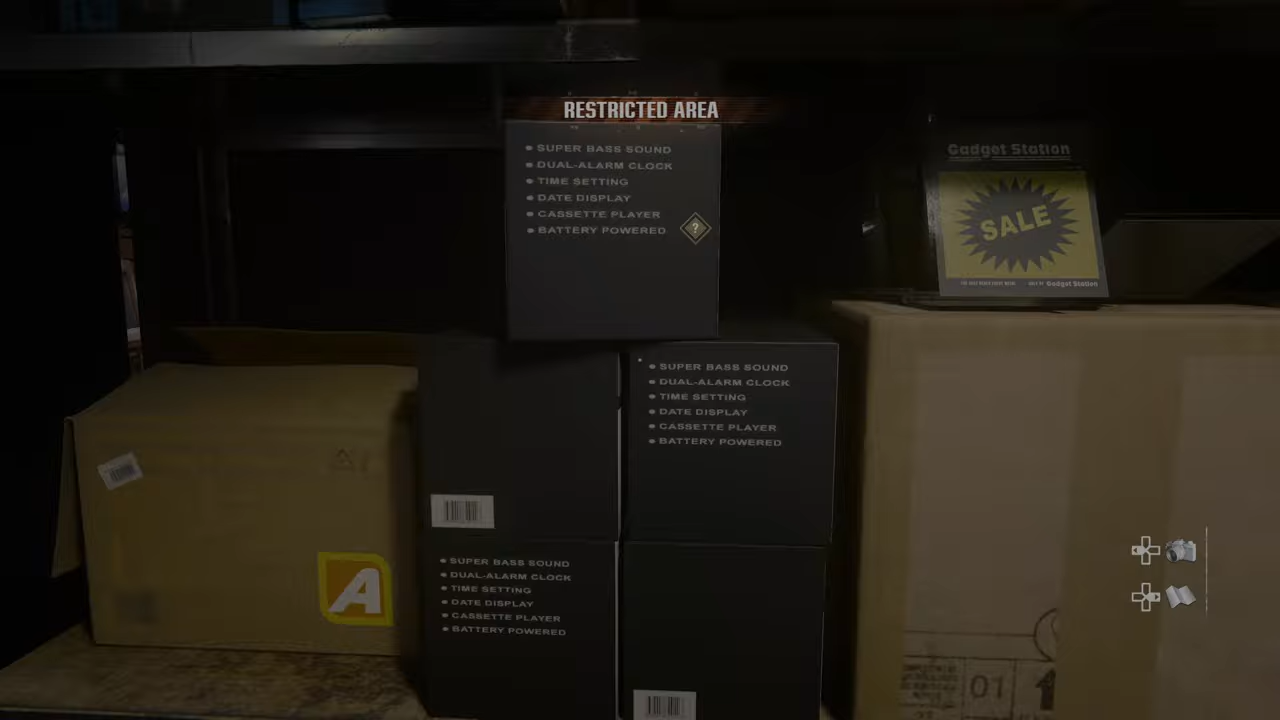 RESTRICTED AREA
SUPER BASS SOUND
DUAL-ALARM CLOCK
TIME SETTING
DATE DISPLAY
CASSETTE PLAYER
BATTERY POWERED
?
Gadget Station
SALE
Gadget Station
SUPER BASS SOUND
DUAL-ALARM CLOCK
TIME SETTING
DATE DISPLAY
CASSETTE PLAYER
BATTERY POWERED
A
SUPER BASS SOUND
DUAL-ALARM CLOCK
TIME SETTING
DATE DISPLAY
CASSETTE PLAYER
BATTERY POWERED
01
1